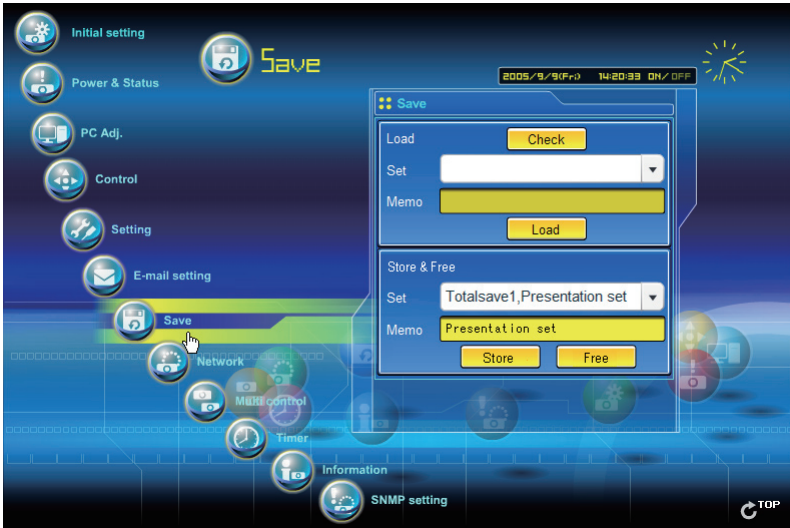 Initial setting
Power & Status
PC Adj.
Control
Setting
E-mail setting
Save
Network
Multi control
Timer
Information
SNMP setting
Save
2005/9/9(Fri) 14:20:33 ON/OFF
Save
Load Check
Set
Memo
Load
Store & Free
Set Totalsave1,Presentation set
Memo Presentation set
Store Free
TOP